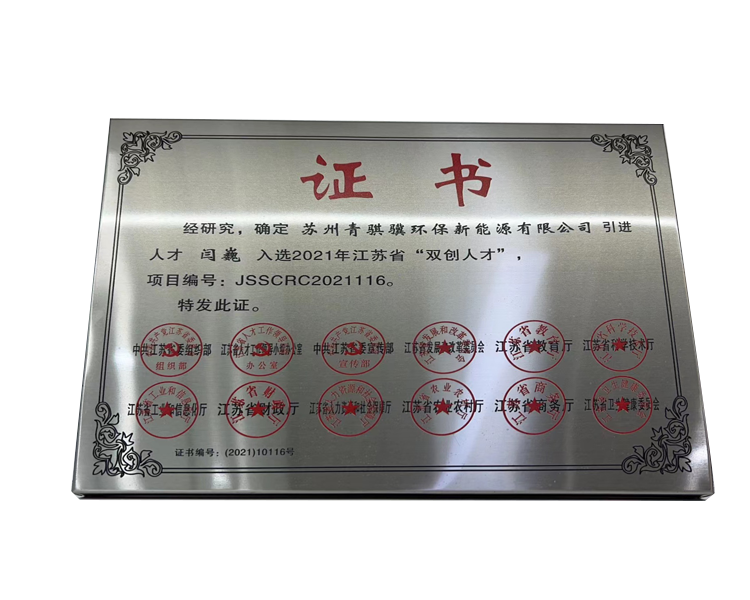 证书
经研究，确定 苏州青骐骥环保新能源有限公司 引进
人才 闫巍 入选2021年江苏省“双创人才”，
项目编号：JSSCRC2021116。
特发此证。
中共江苏省委组织部 江苏省人才工作领导小组办公室 中共江苏省委宣传部 江苏省发展和改革委员会 江苏省教育厅 江苏省科学技术厅
组织部 办公室 宣传部
江苏省工业和信息化厅 江苏省财政厅 江苏省人力资源和社会保障厅 江苏省农业农村厅 江苏省商务厅 江苏省卫生健康委员会
证书编号：(2021)10116号